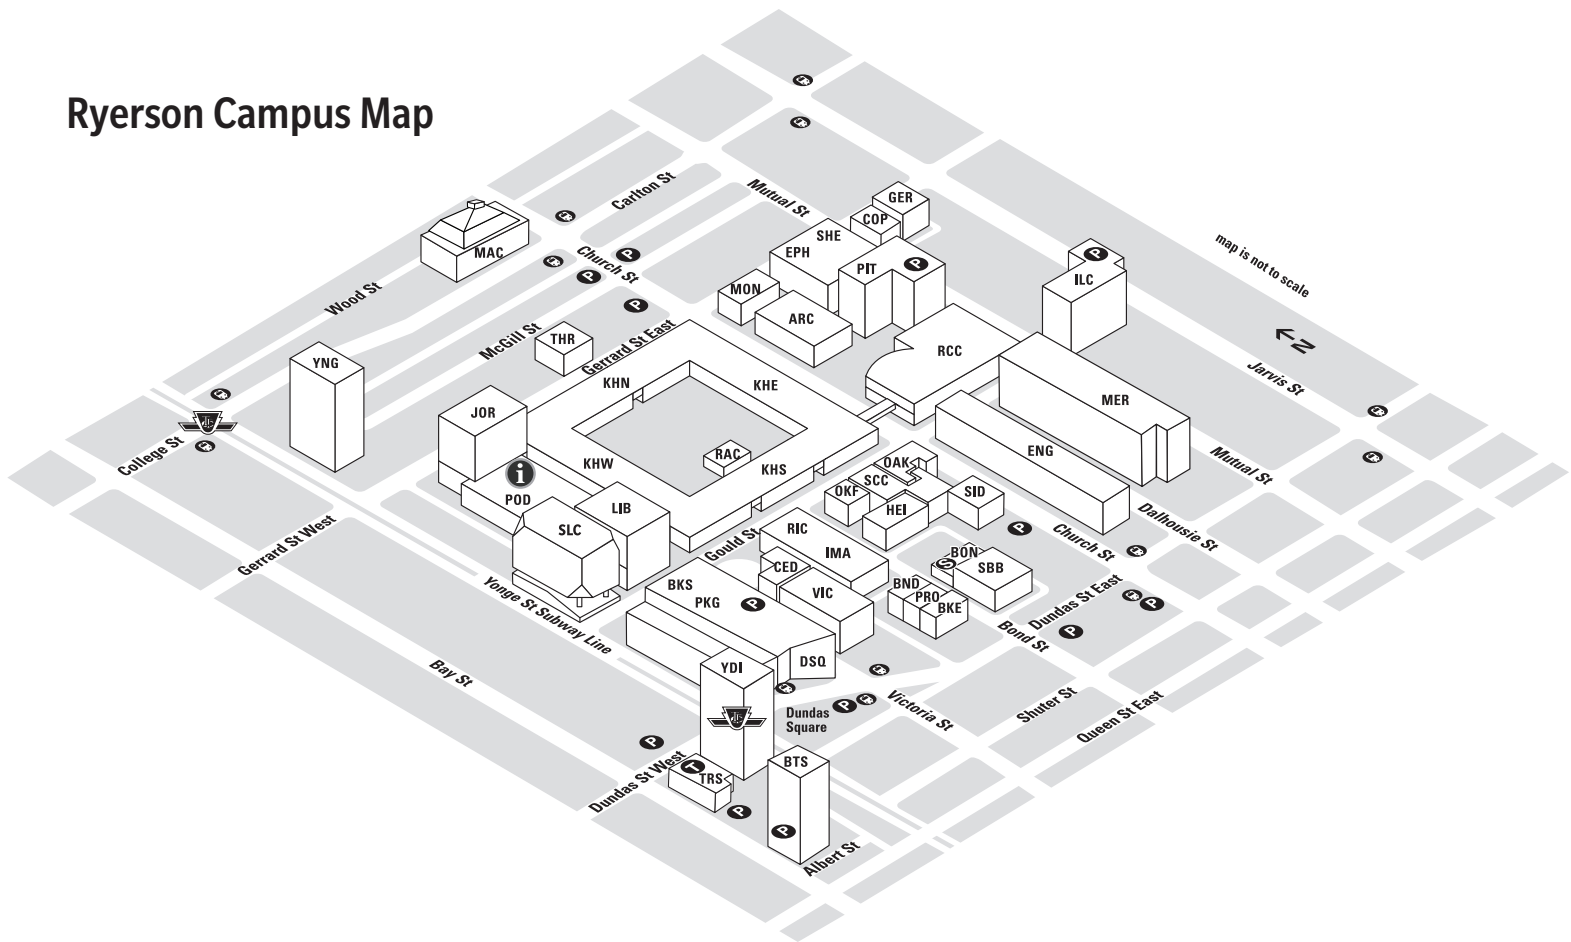 Ryerson Campus Map
Carlton St
Mutual St
GER
COP
SHE
EPH
MAC
Church St
P
P
PIT
P
P
ILC
map is not to scale
Wood St
P
MON
ARC
McGill St
THR
Gerrard St East
N
YNG
KHN
KHE
RCC
Jarvis St
MER
JOR
College St
KHW
RAC
KHS
ENG
OAK
SCC
OKF
HEI
SID
Mutual St
i
POD
LIB
SLC
Gould St
RIC
IMA
P
Church St
Dalhousie St
Gerrard St West
BON
S
SBB
CED
VIC
BKS
PKG
P
BND
PRO
BKE
Dundas St East
P
P
Bond St
Yonge St Subway Line
Bay St
YDI
DSQ
Dundas
Square
P
Victoria St
Shuter St
Queen St East
P
Dundas St West
T
TRS
BTS
P
P
Albert St